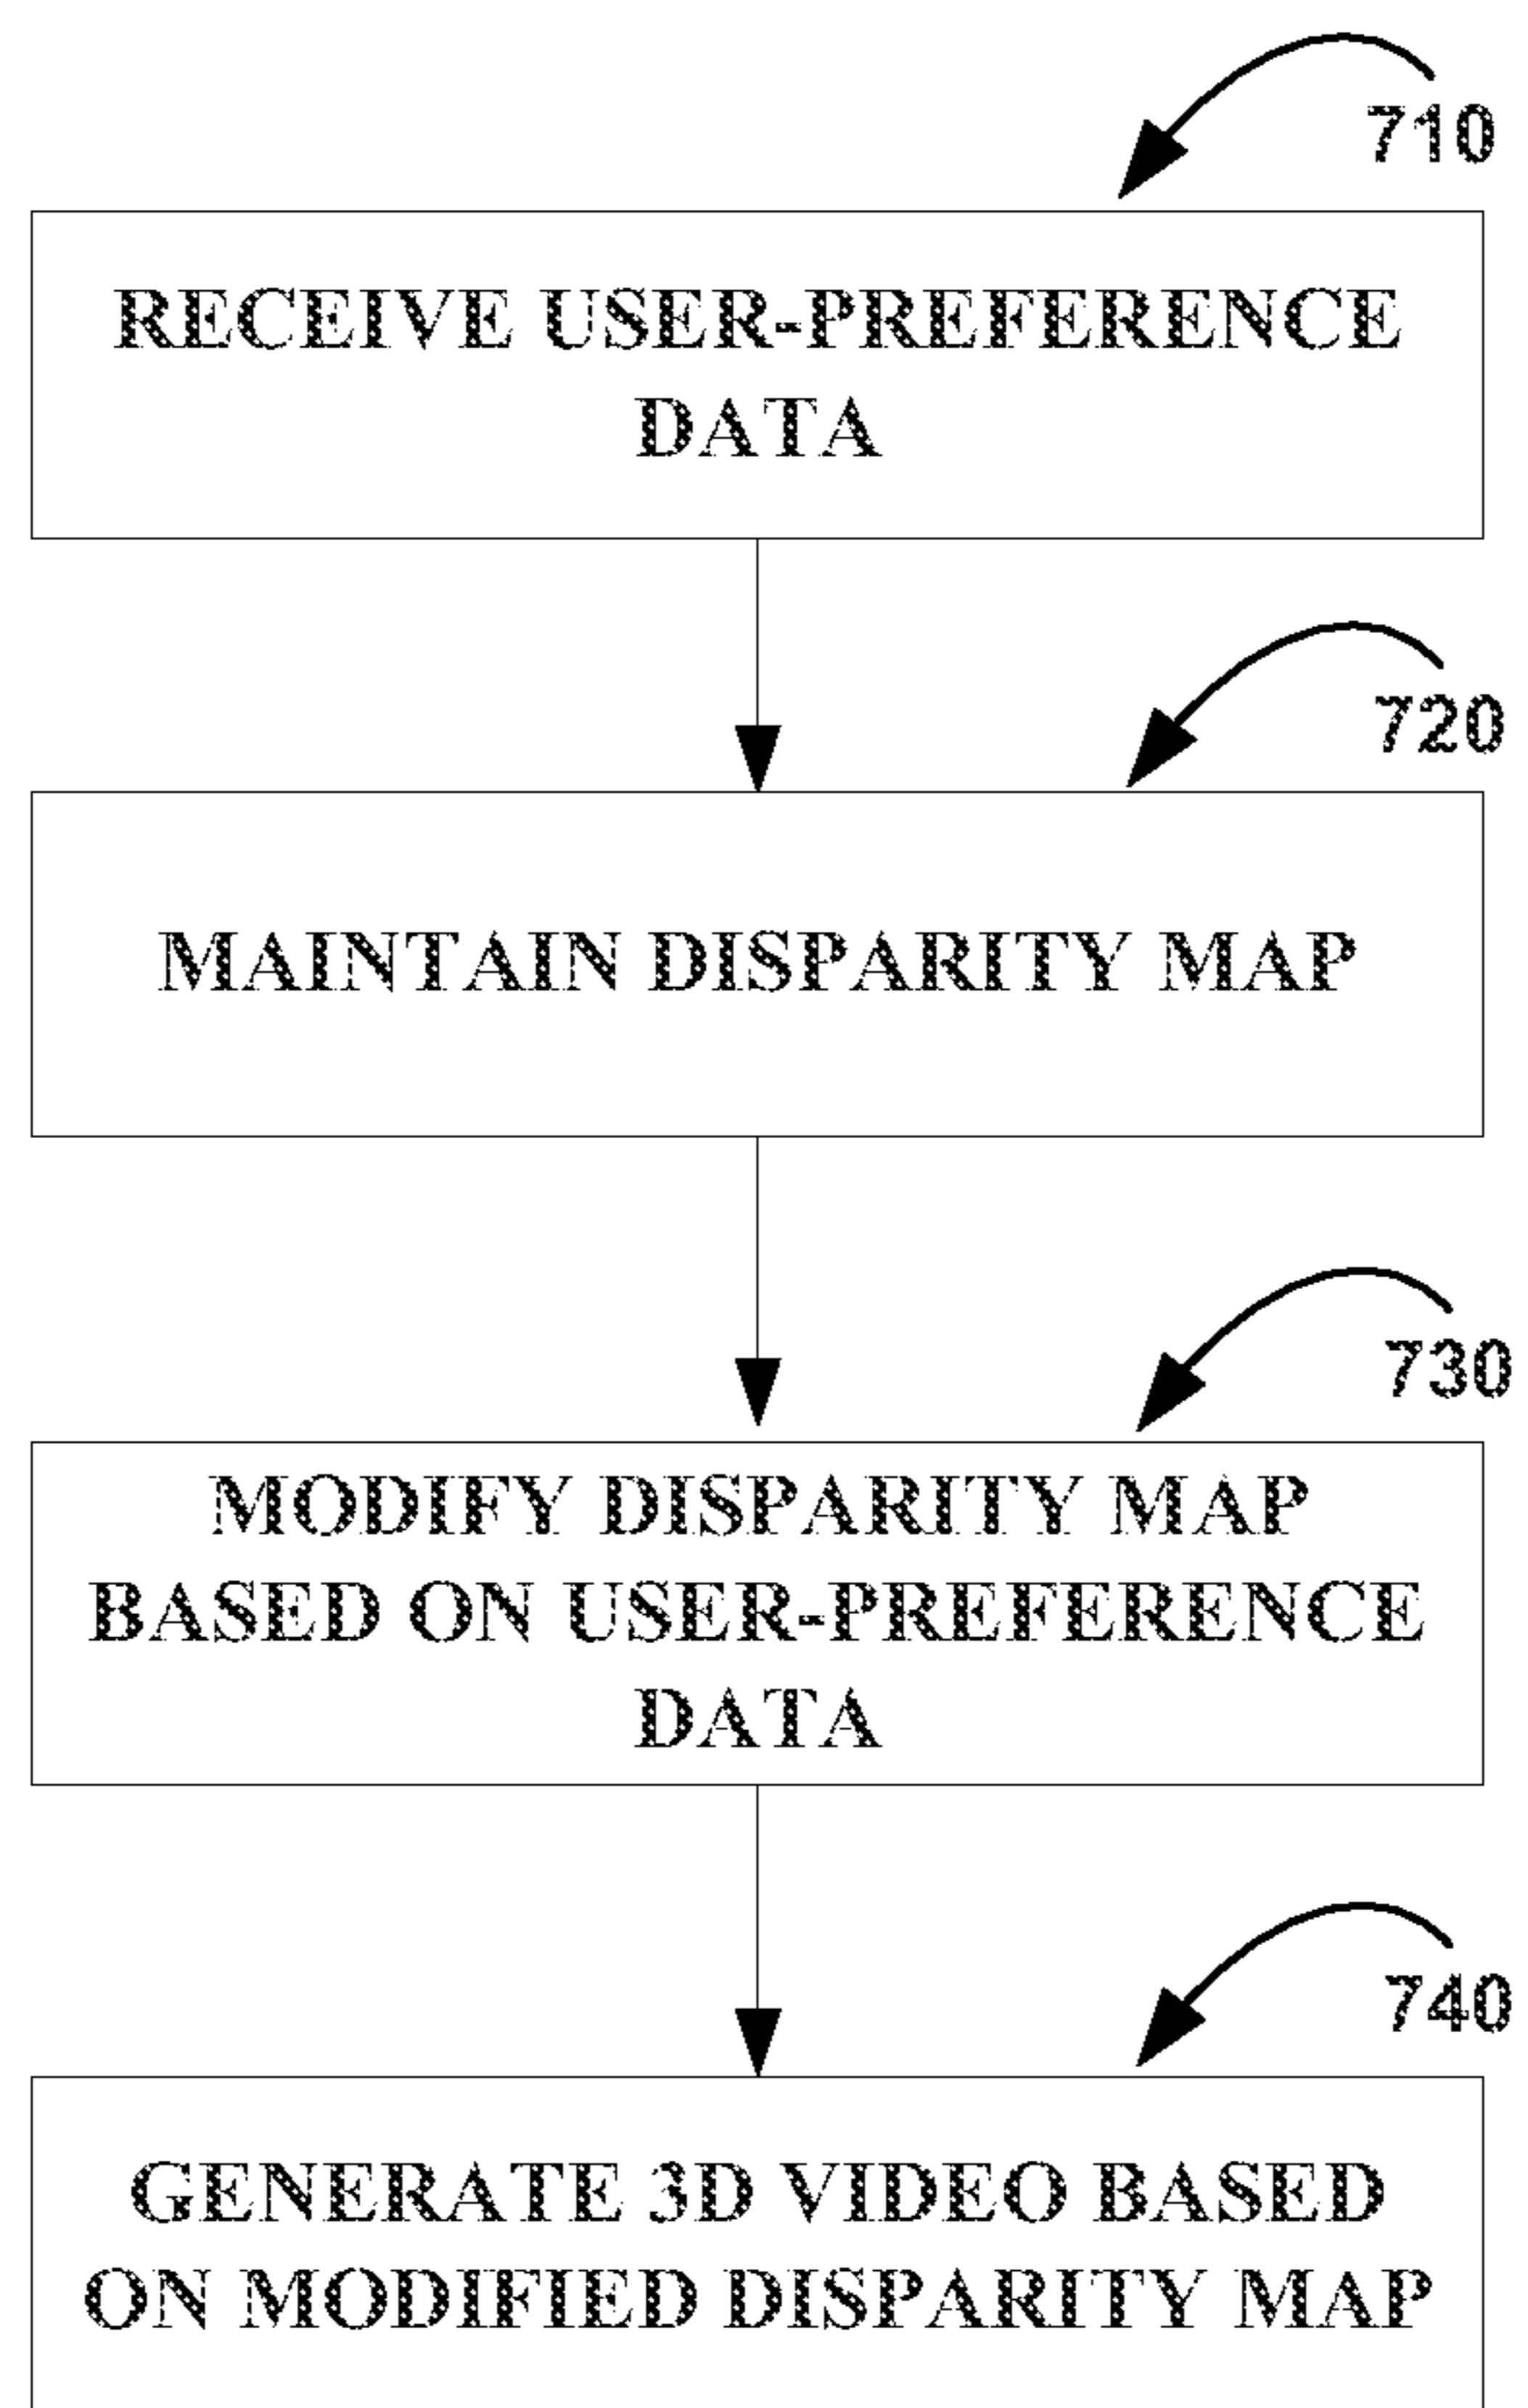 710
RECEIVE USER-PREFERENCE
DATA
720
MAINTAIN DISPARITY MAP
730
MODIFY DISPARITY MAP
BASED ON USER-PREFERENCE
DATA
740
GENERATE 3D VIDEO BASED
ON MODIFIED DISPARITY MAP